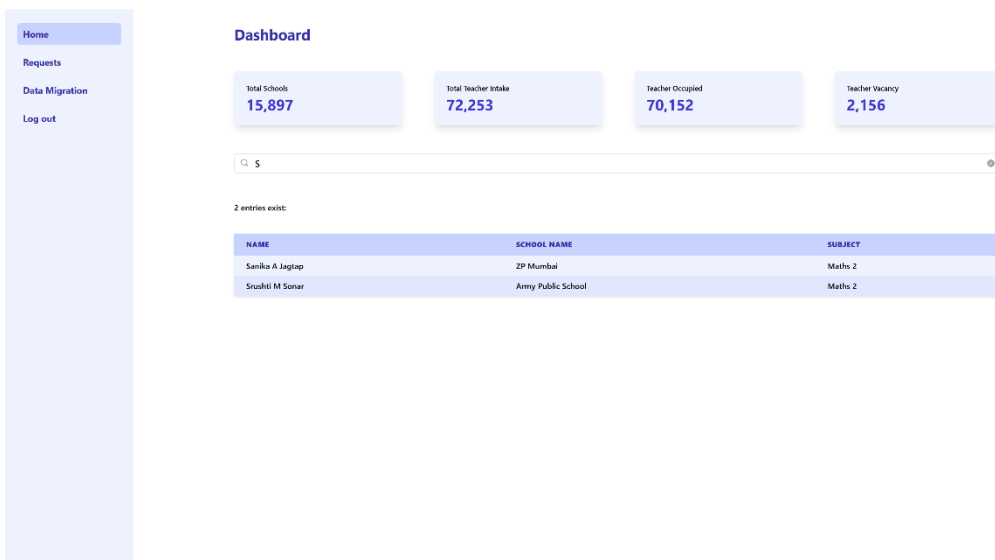 Home
Requests
Data Migration
Log out
Dashboard
Total Schools
15,897
Total Teacher Intake
72,253
Teacher Occupied
70,152
Teacher Vacancy
2,156
S
2 entries exist:
NAME SCHOOL NAME SUBJECT
Sanika A Jagtap ZP Mumbai Maths 2
Srushti M Sonar Army Public School Maths 2